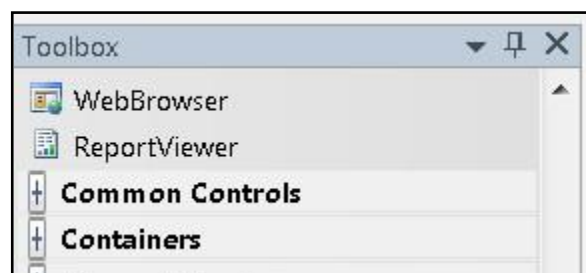 Toolbox
WebBrowser
ReportViewer
Common Controls
Containers